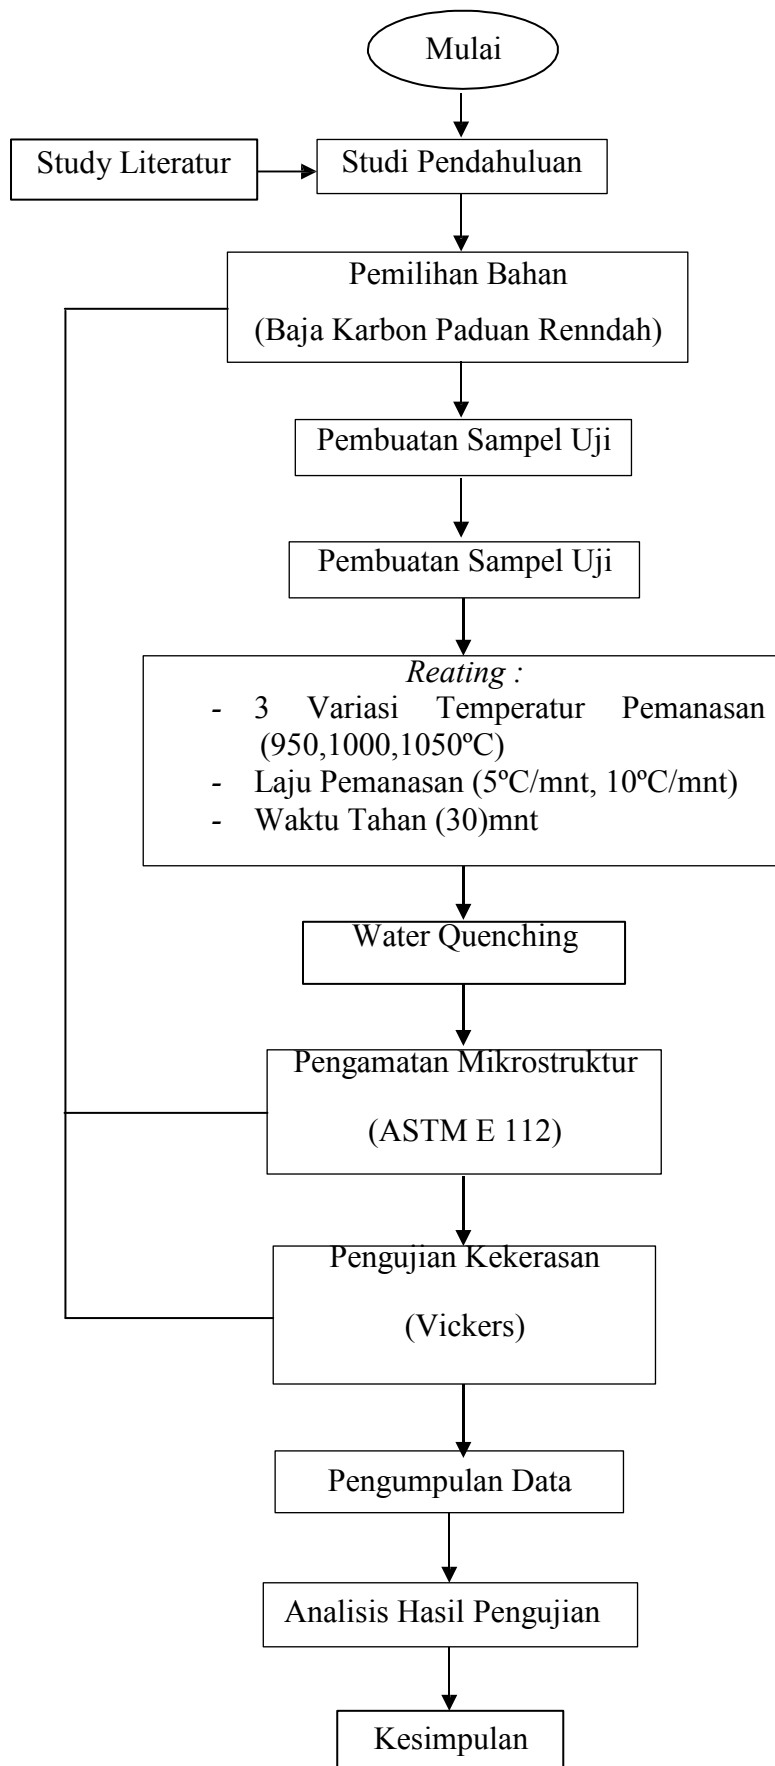 Mulai
Study Literatur
Studi Pendahuluan
Pemilihan Bahan
(Baja Karbon Paduan Renndah)
Pembuatan Sampel Uji
Pembuatan Sampel Uji
Reating :
- 3 Variasi Temperatur Pemanasan
(950,1000,1050ºC)
- Laju Pemanasan (5ºC/mnt, 10ºC/mnt)
- Waktu Tahan (30)mnt
Water Quenching
Pengamatan Mikrostruktur
(ASTM E 112)
Pengujian Kekerasan
(Vickers)
Pengumpulan Data
Analisis Hasil Pengujian
Kesimpulan